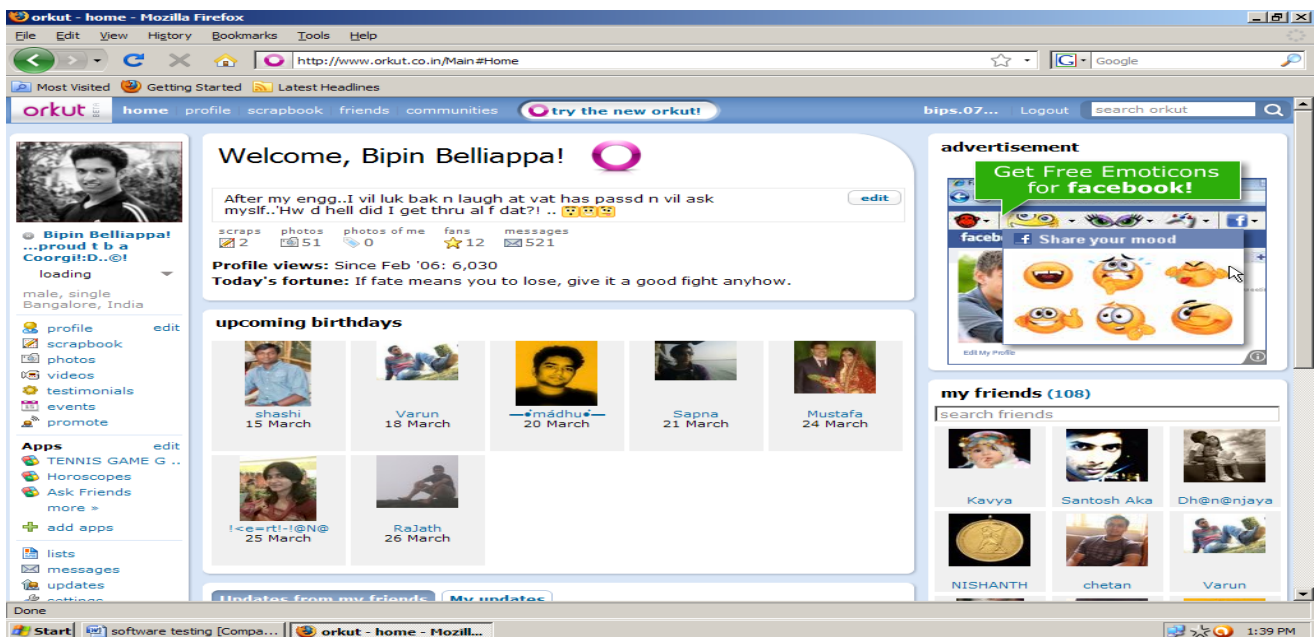 orkut - home - Mozilla Firefox
File Edit View History Bookmarks Tools Help
http://www.orkut.co.in/Main#Home
Google
Most Visited Getting Started Latest Headlines
orkut home profile scrapbook friends communities try the new orkut! bips.07... Logout search orkut
Bipin Belliappa!
...proud t b a
Coorgi!:D..©!
loading
male, single
Bangalore, India
profile edit
scrapbook
photos
videos
testimonials
events
promote
Apps edit
TENNIS GAME G ..
Horoscopes
Ask Friends
more »
add apps
lists
messages
updates
settings
Welcome, Bipin Belliappa!
After my engg..I vil luk bak n laugh at vat has passd n vil ask
myslf..'Hw d hell did I get thru al f dat?! ..
edit
scraps photos photos of me fans messages
2 51 0 12 521
Profile views: Since Feb '06: 6,030
Today's fortune: If fate means you to lose, give it a good fight anyhow.
upcoming birthdays
shashi Varun —•mádhu•— Sapna Mustafa
15 March 18 March 20 March 21 March 24 March
!<e=rt!-!@N@ RaJath
25 March 26 March
Updates from my friends My updates
advertisement
Get Free Emoticons
for facebook!
faceb
Share your mood
Edit My Profile
my friends (108)
search friends
Kavya Santosh Aka Dh@n@njaya
NISHANTH chetan Varun
Done
Start software testing [Compa... orkut - home - Mozill... 1:39 PM